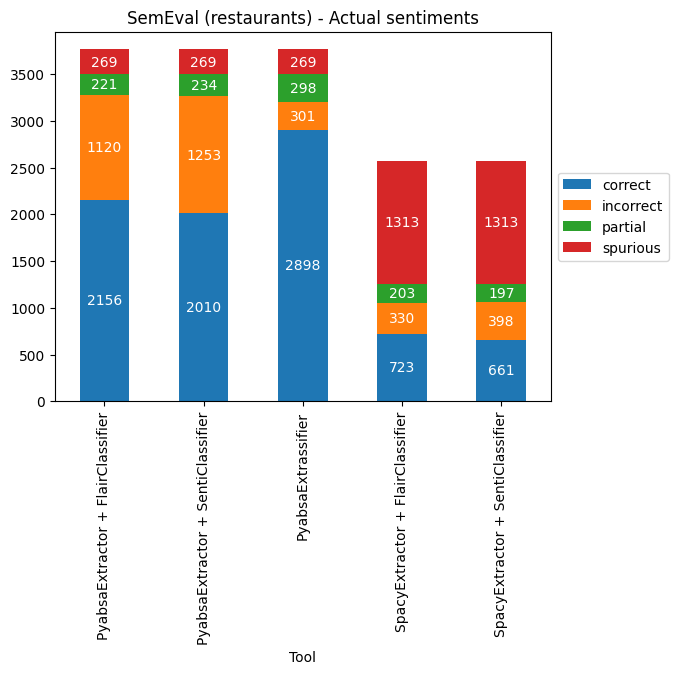 SemEval (restaurants) - Actual sentiments
3500
3000
2500
2000
1500
1000
500
0
269
221
1120
2156
269
234
1253
2010
269
298
301
2898
1313
203
330
723
1313
197
398
661
correct
incorrect
partial
spurious
PyabsaExtractor + FlairClassifier
PyabsaExtractor + SentiClassifier
PyabsaExtrassifier
SpacyExtractor + FlairClassifier
SpacyExtractor + SentiClassifier
Tool